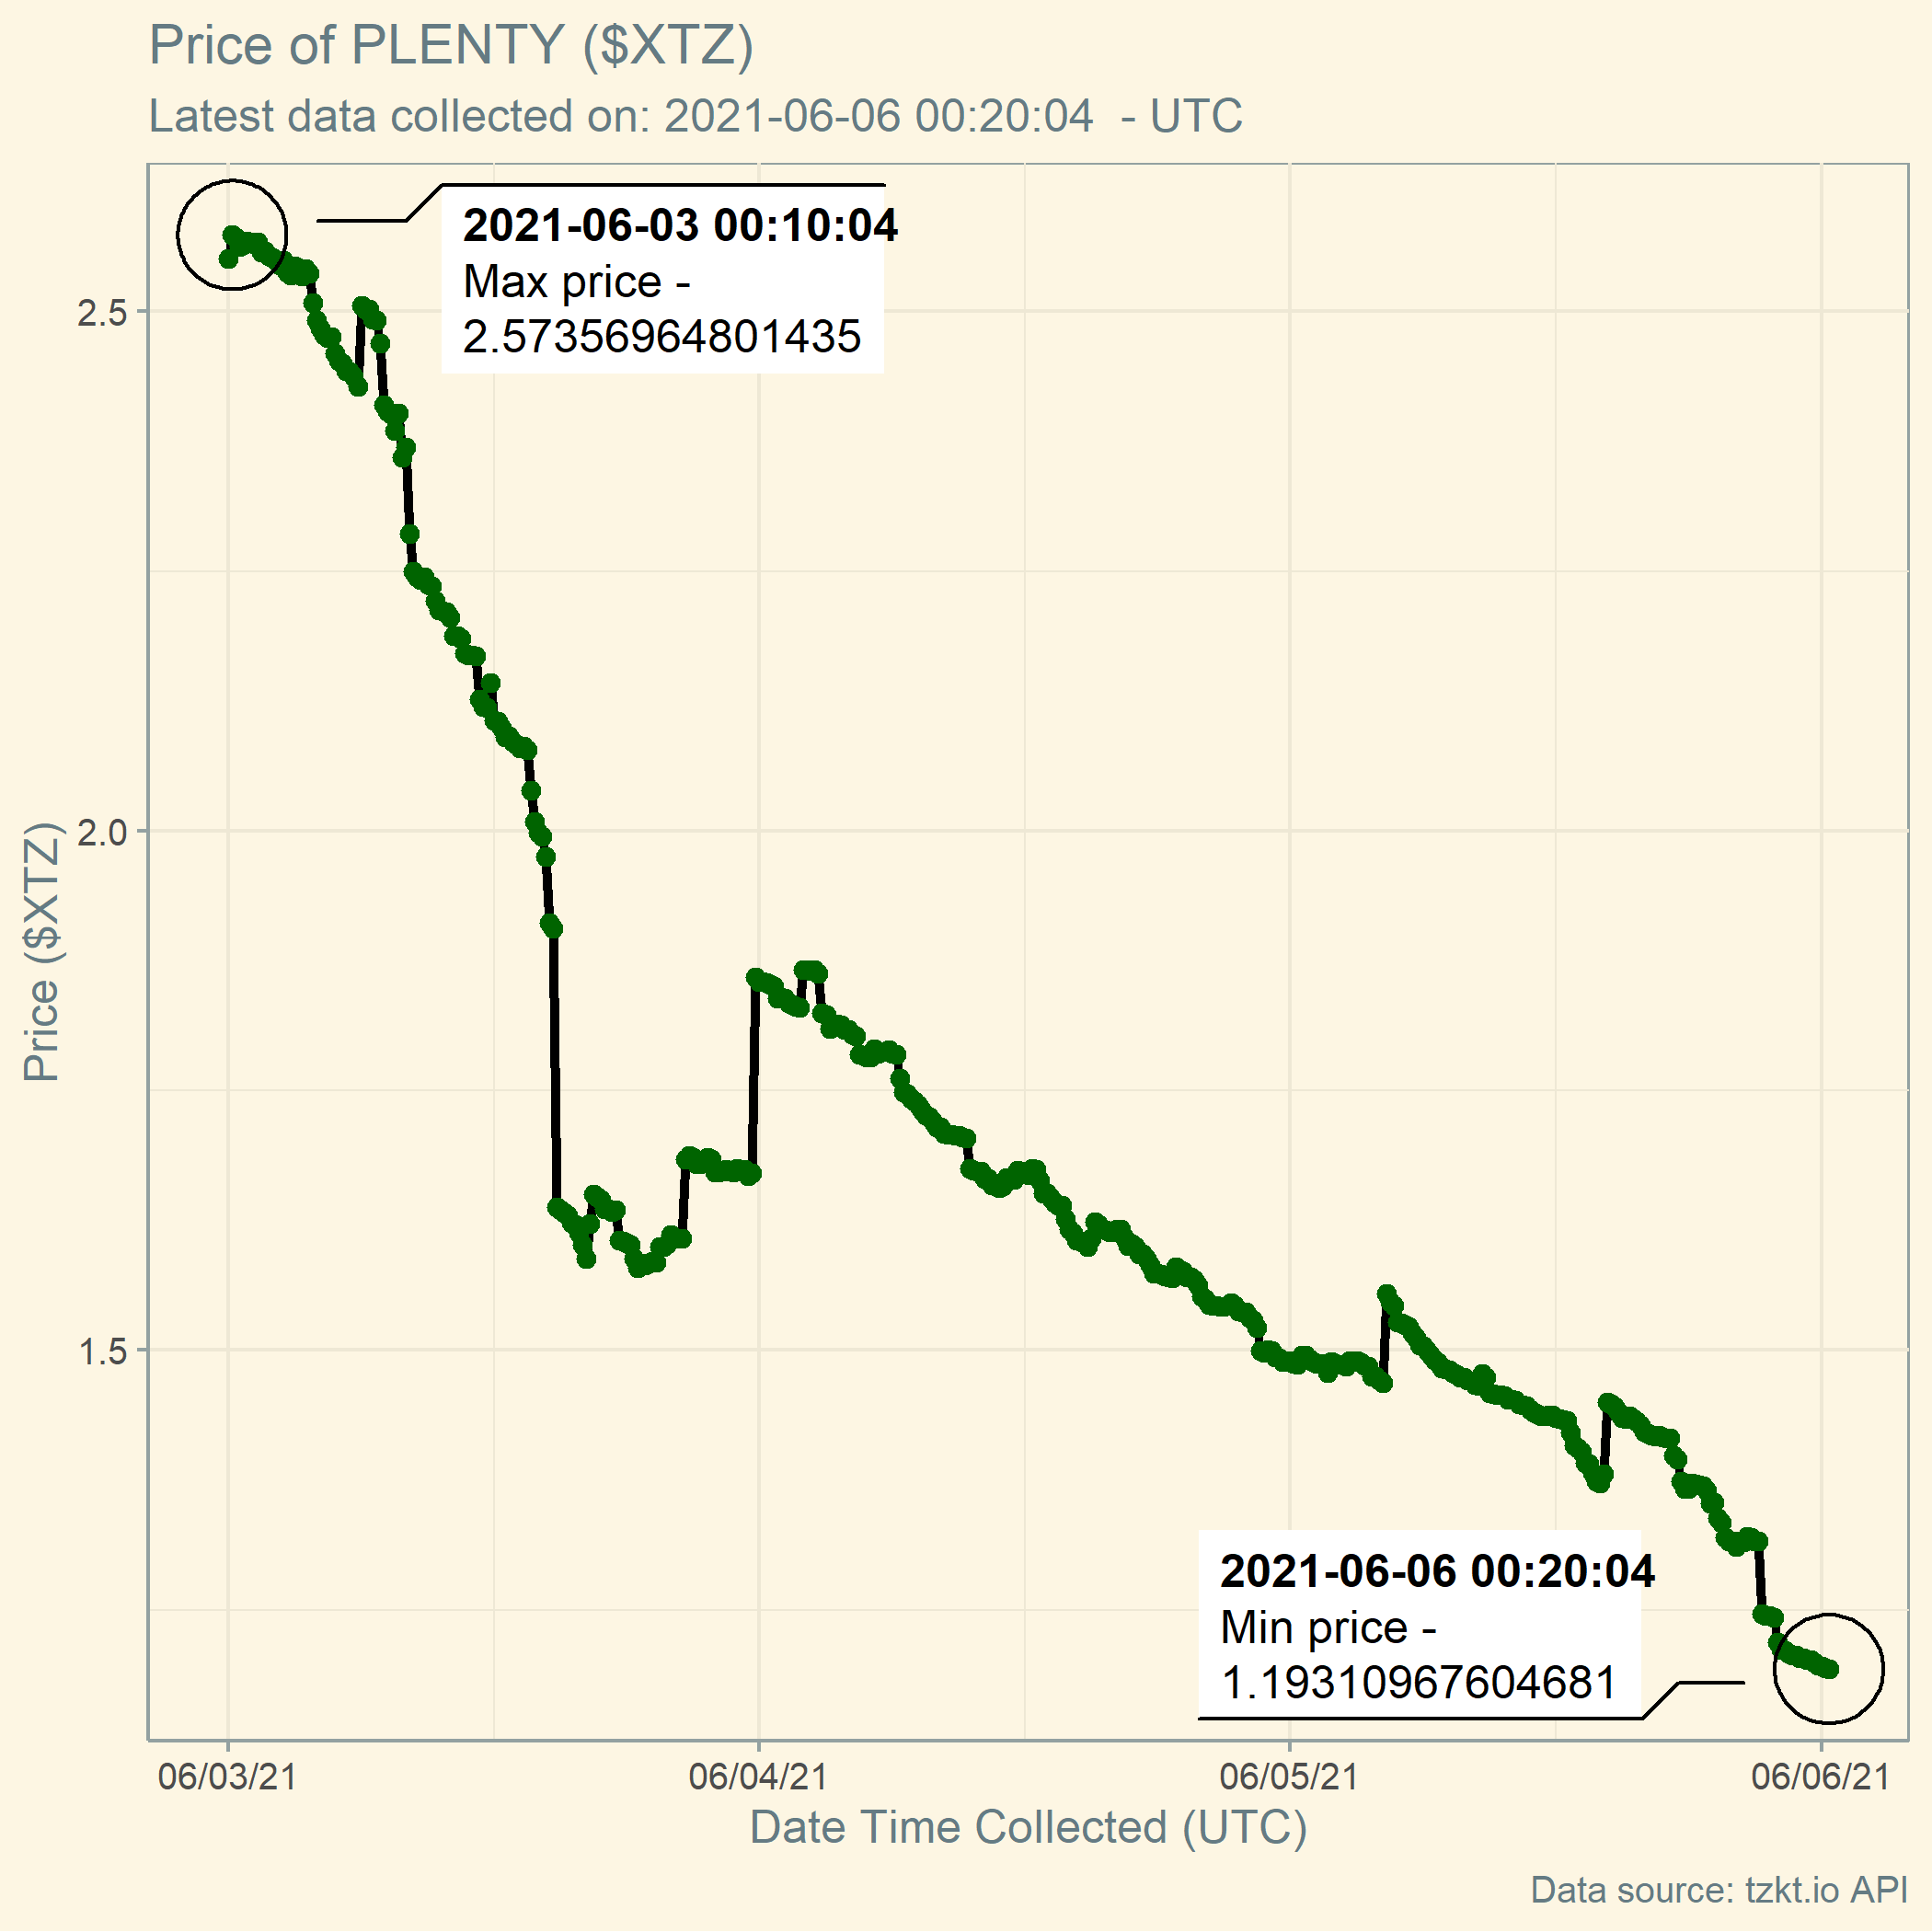 Price of PLENTY ($XTZ)
Latest data collected on: 2021-06-06 00:20:04  - UTC
2021-06-03 00:10:04
Max price -
2.57356964801435
2.5
2.0
1.5
Price ($XTZ)
2021-06-06 00:20:04
Min price -
1.19310967604681
06/03/21
06/04/21
06/05/21
06/06/21
Date Time Collected (UTC)
Data source: tzkt.io API